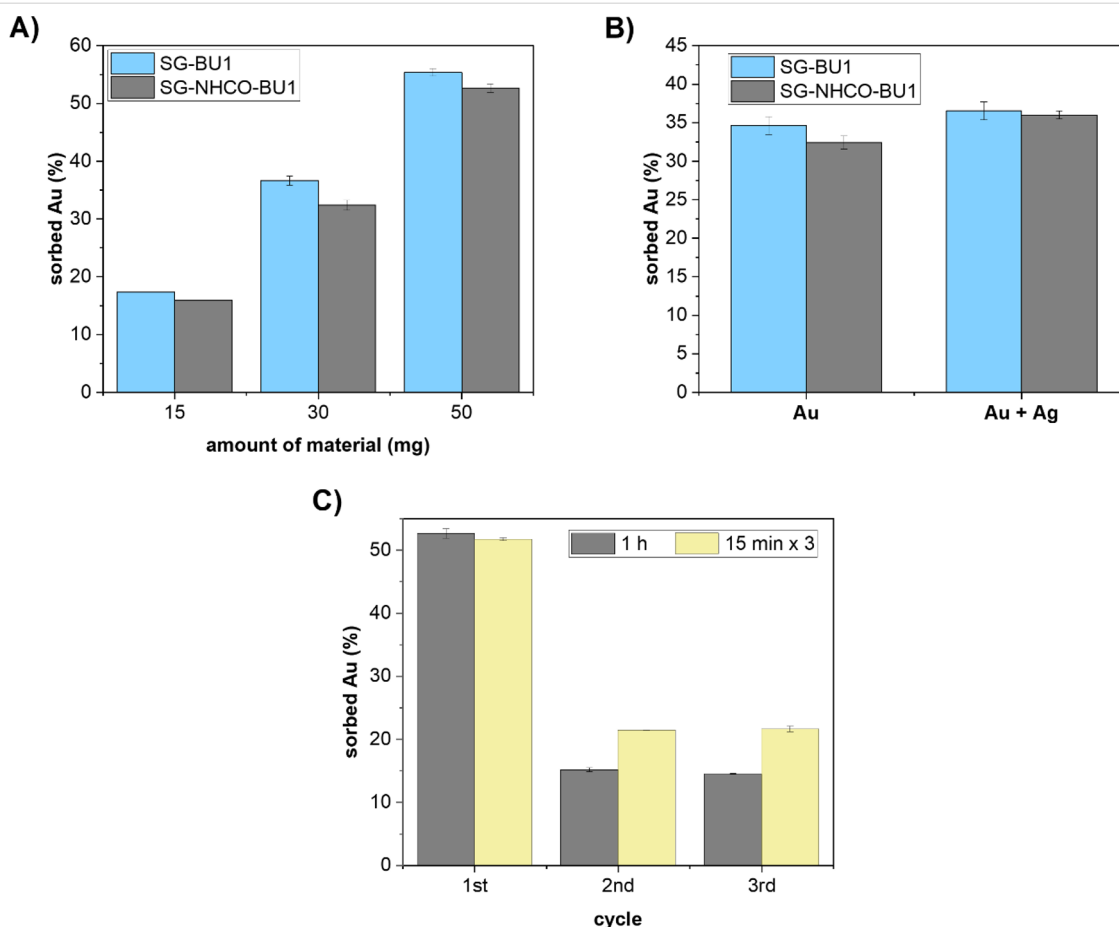 A)
SG-BU1
SG-NHCO-BU1
sorbed Au (%)
60
50
40
30
20
10
0
15 30 50
amount of material (mg)
B)
SG-BU1
SG-NHCO-BU1
sorbed Au (%)
45
40
35
30
25
20
15
10
5
0
Au Au + Ag
C)
1 h 15 min x 3
sorbed Au (%)
50
40
30
20
10
0
1st 2nd 3rd
cycle